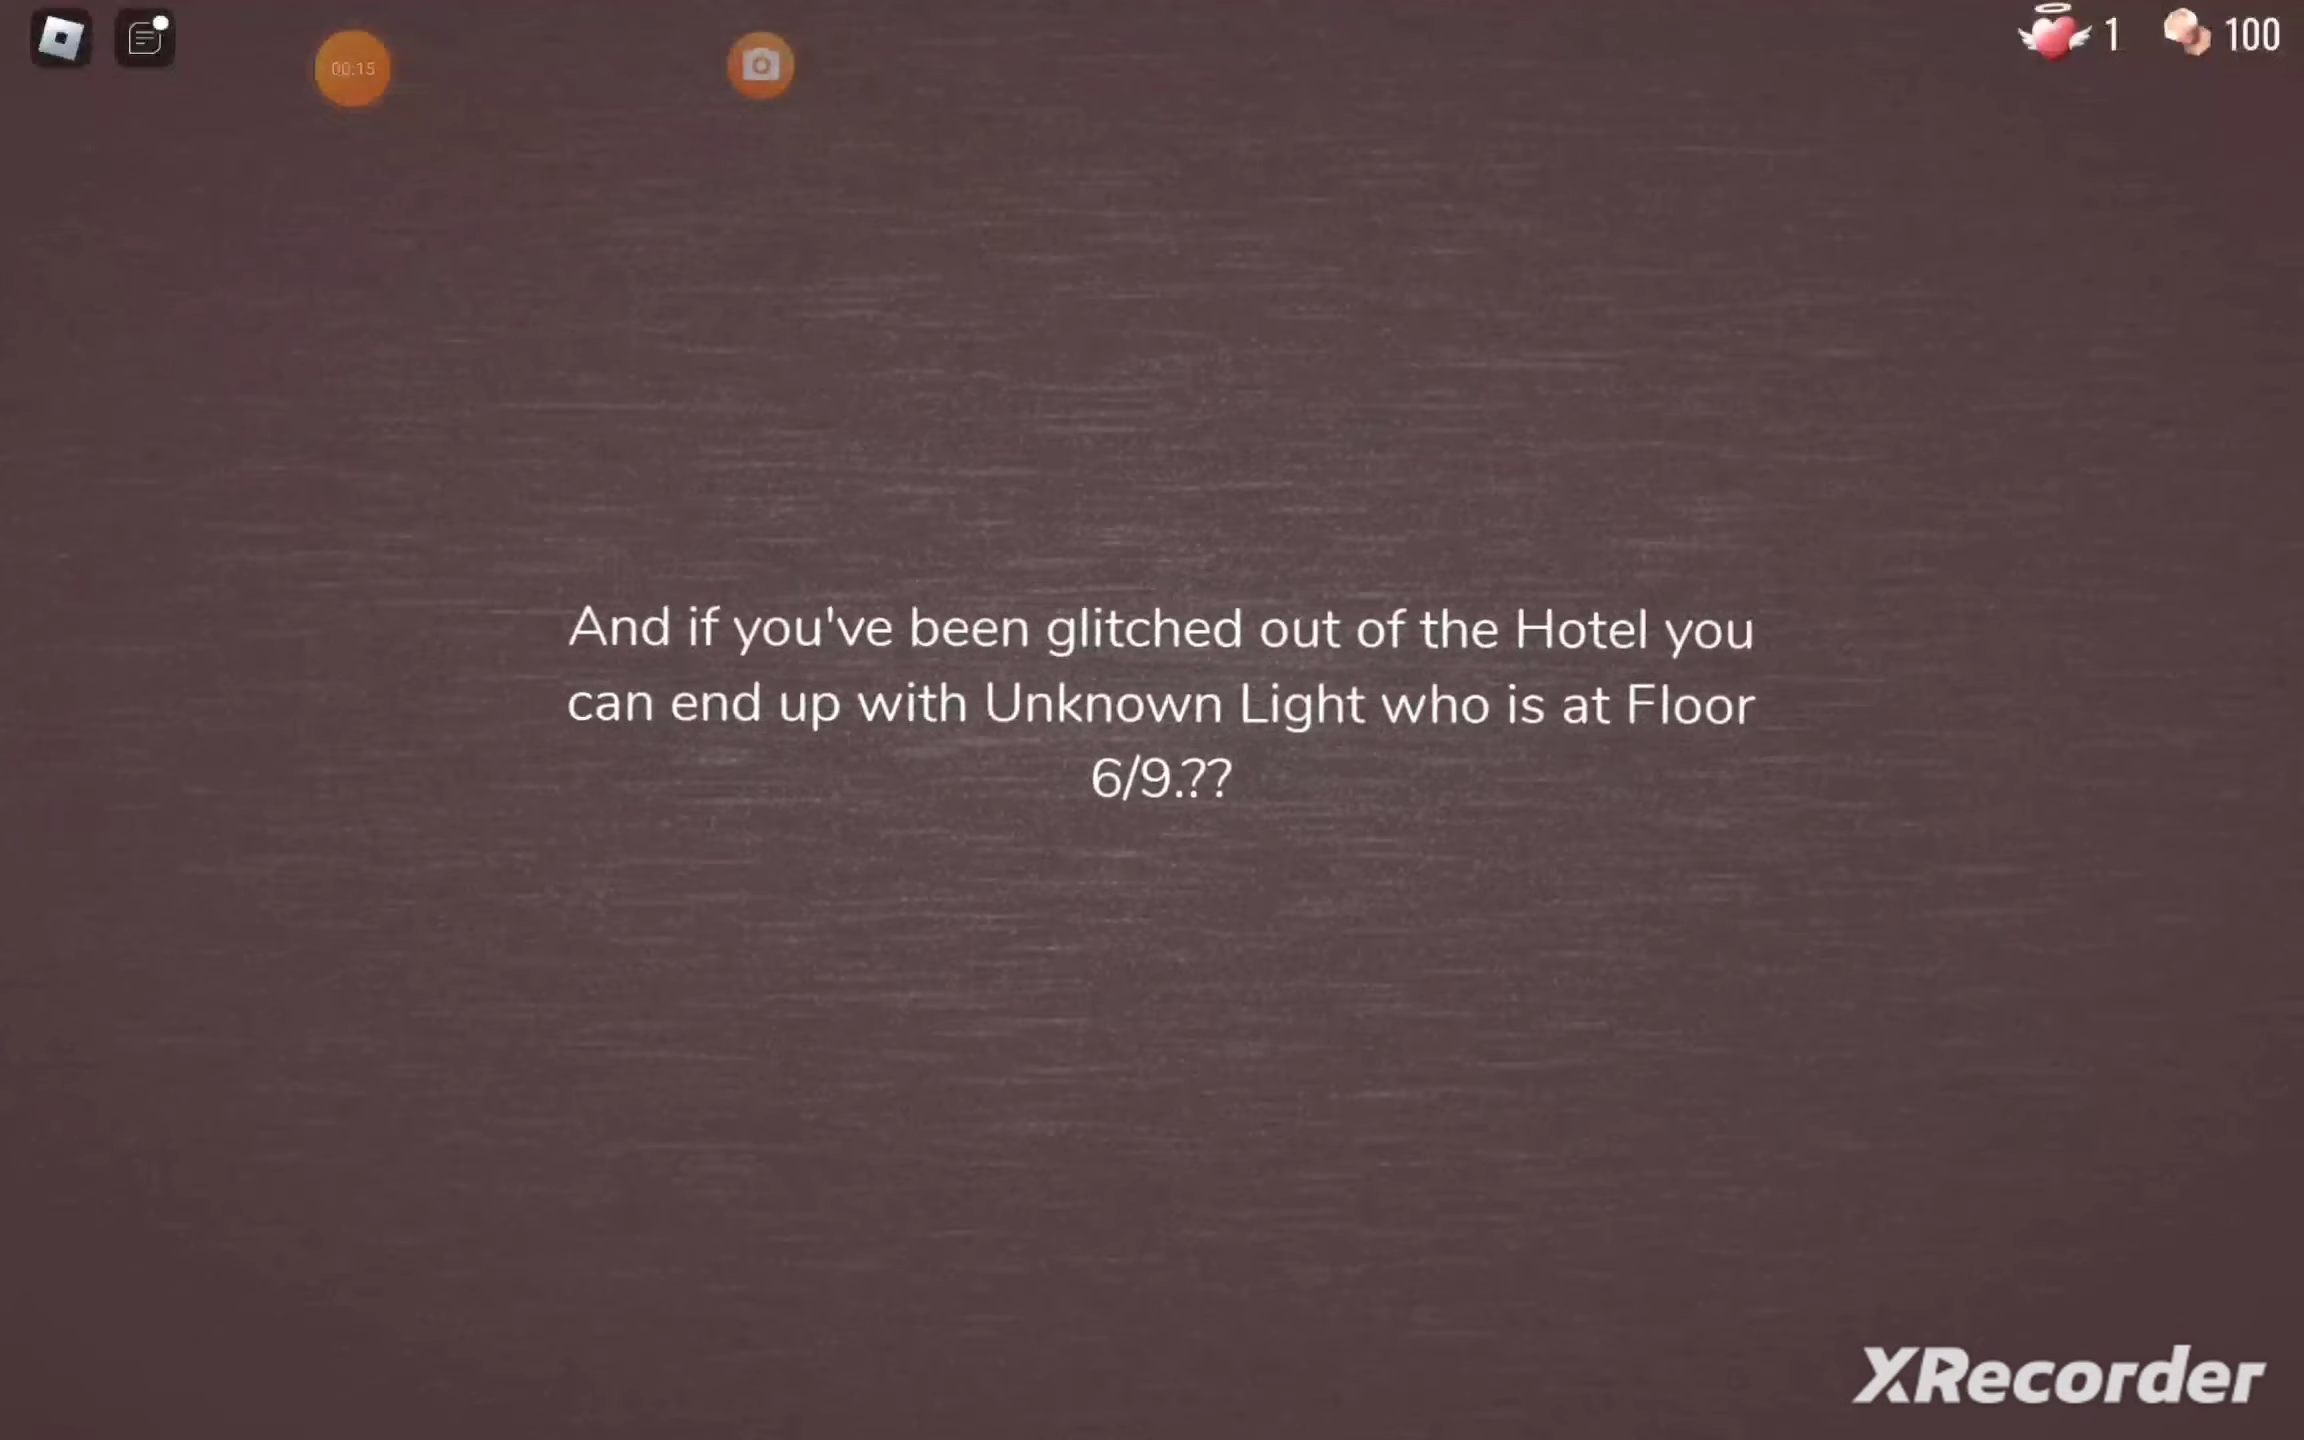 00:15
1
100
And if you've been glitched out of the Hotel you
can end up with Unknown Light who is at Floor
6/9.??
XRecorder